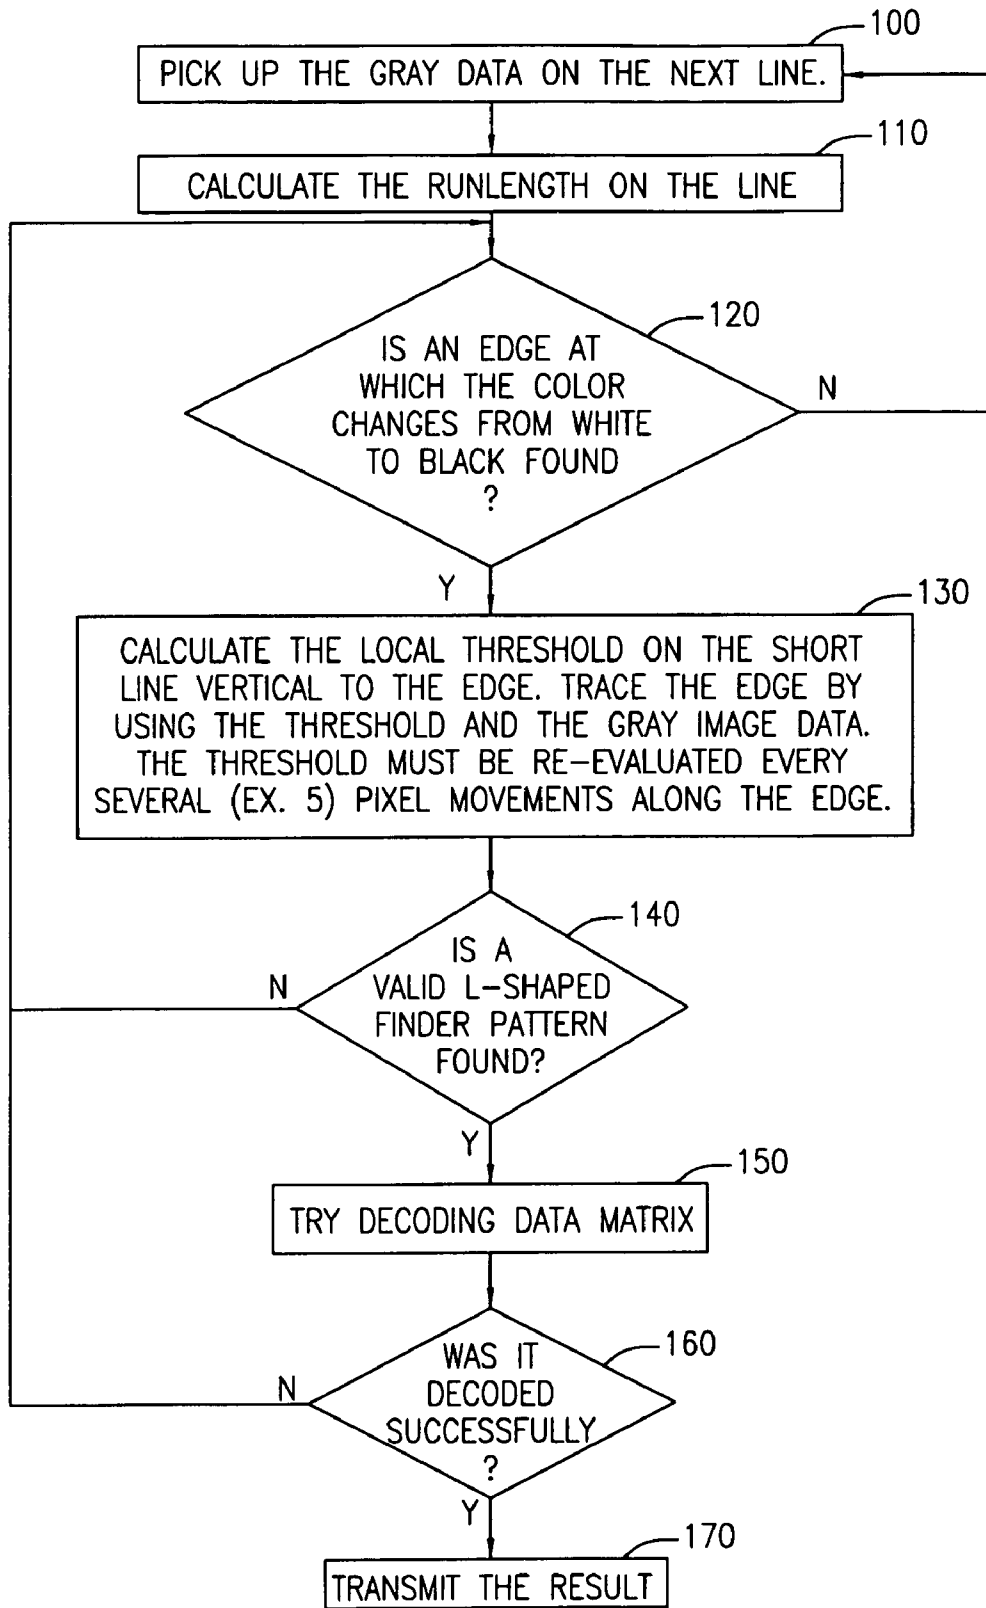 100
PICK UP THE GRAY DATA ON THE NEXT LINE.
110
CALCULATE THE RUNLENGTH ON THE LINE
120
IS AN EDGE AT
WHICH THE COLOR
CHANGES FROM WHITE
TO BLACK FOUND
?
N
Y
130
CALCULATE THE LOCAL THRESHOLD ON THE SHORT
LINE VERTICAL TO THE EDGE. TRACE THE EDGE BY
USING THE THRESHOLD AND THE GRAY IMAGE DATA.
THE THRESHOLD MUST BE RE-EVALUATED EVERY
SEVERAL (EX. 5) PIXEL MOVEMENTS ALONG THE EDGE.
140
IS A
VALID L-SHAPED
FINDER PATTERN
FOUND?
N
Y
150
TRY DECODING DATA MATRIX
160
WAS IT
DECODED
SUCCESSFULLY
?
N
Y
170
TRANSMIT THE RESULT